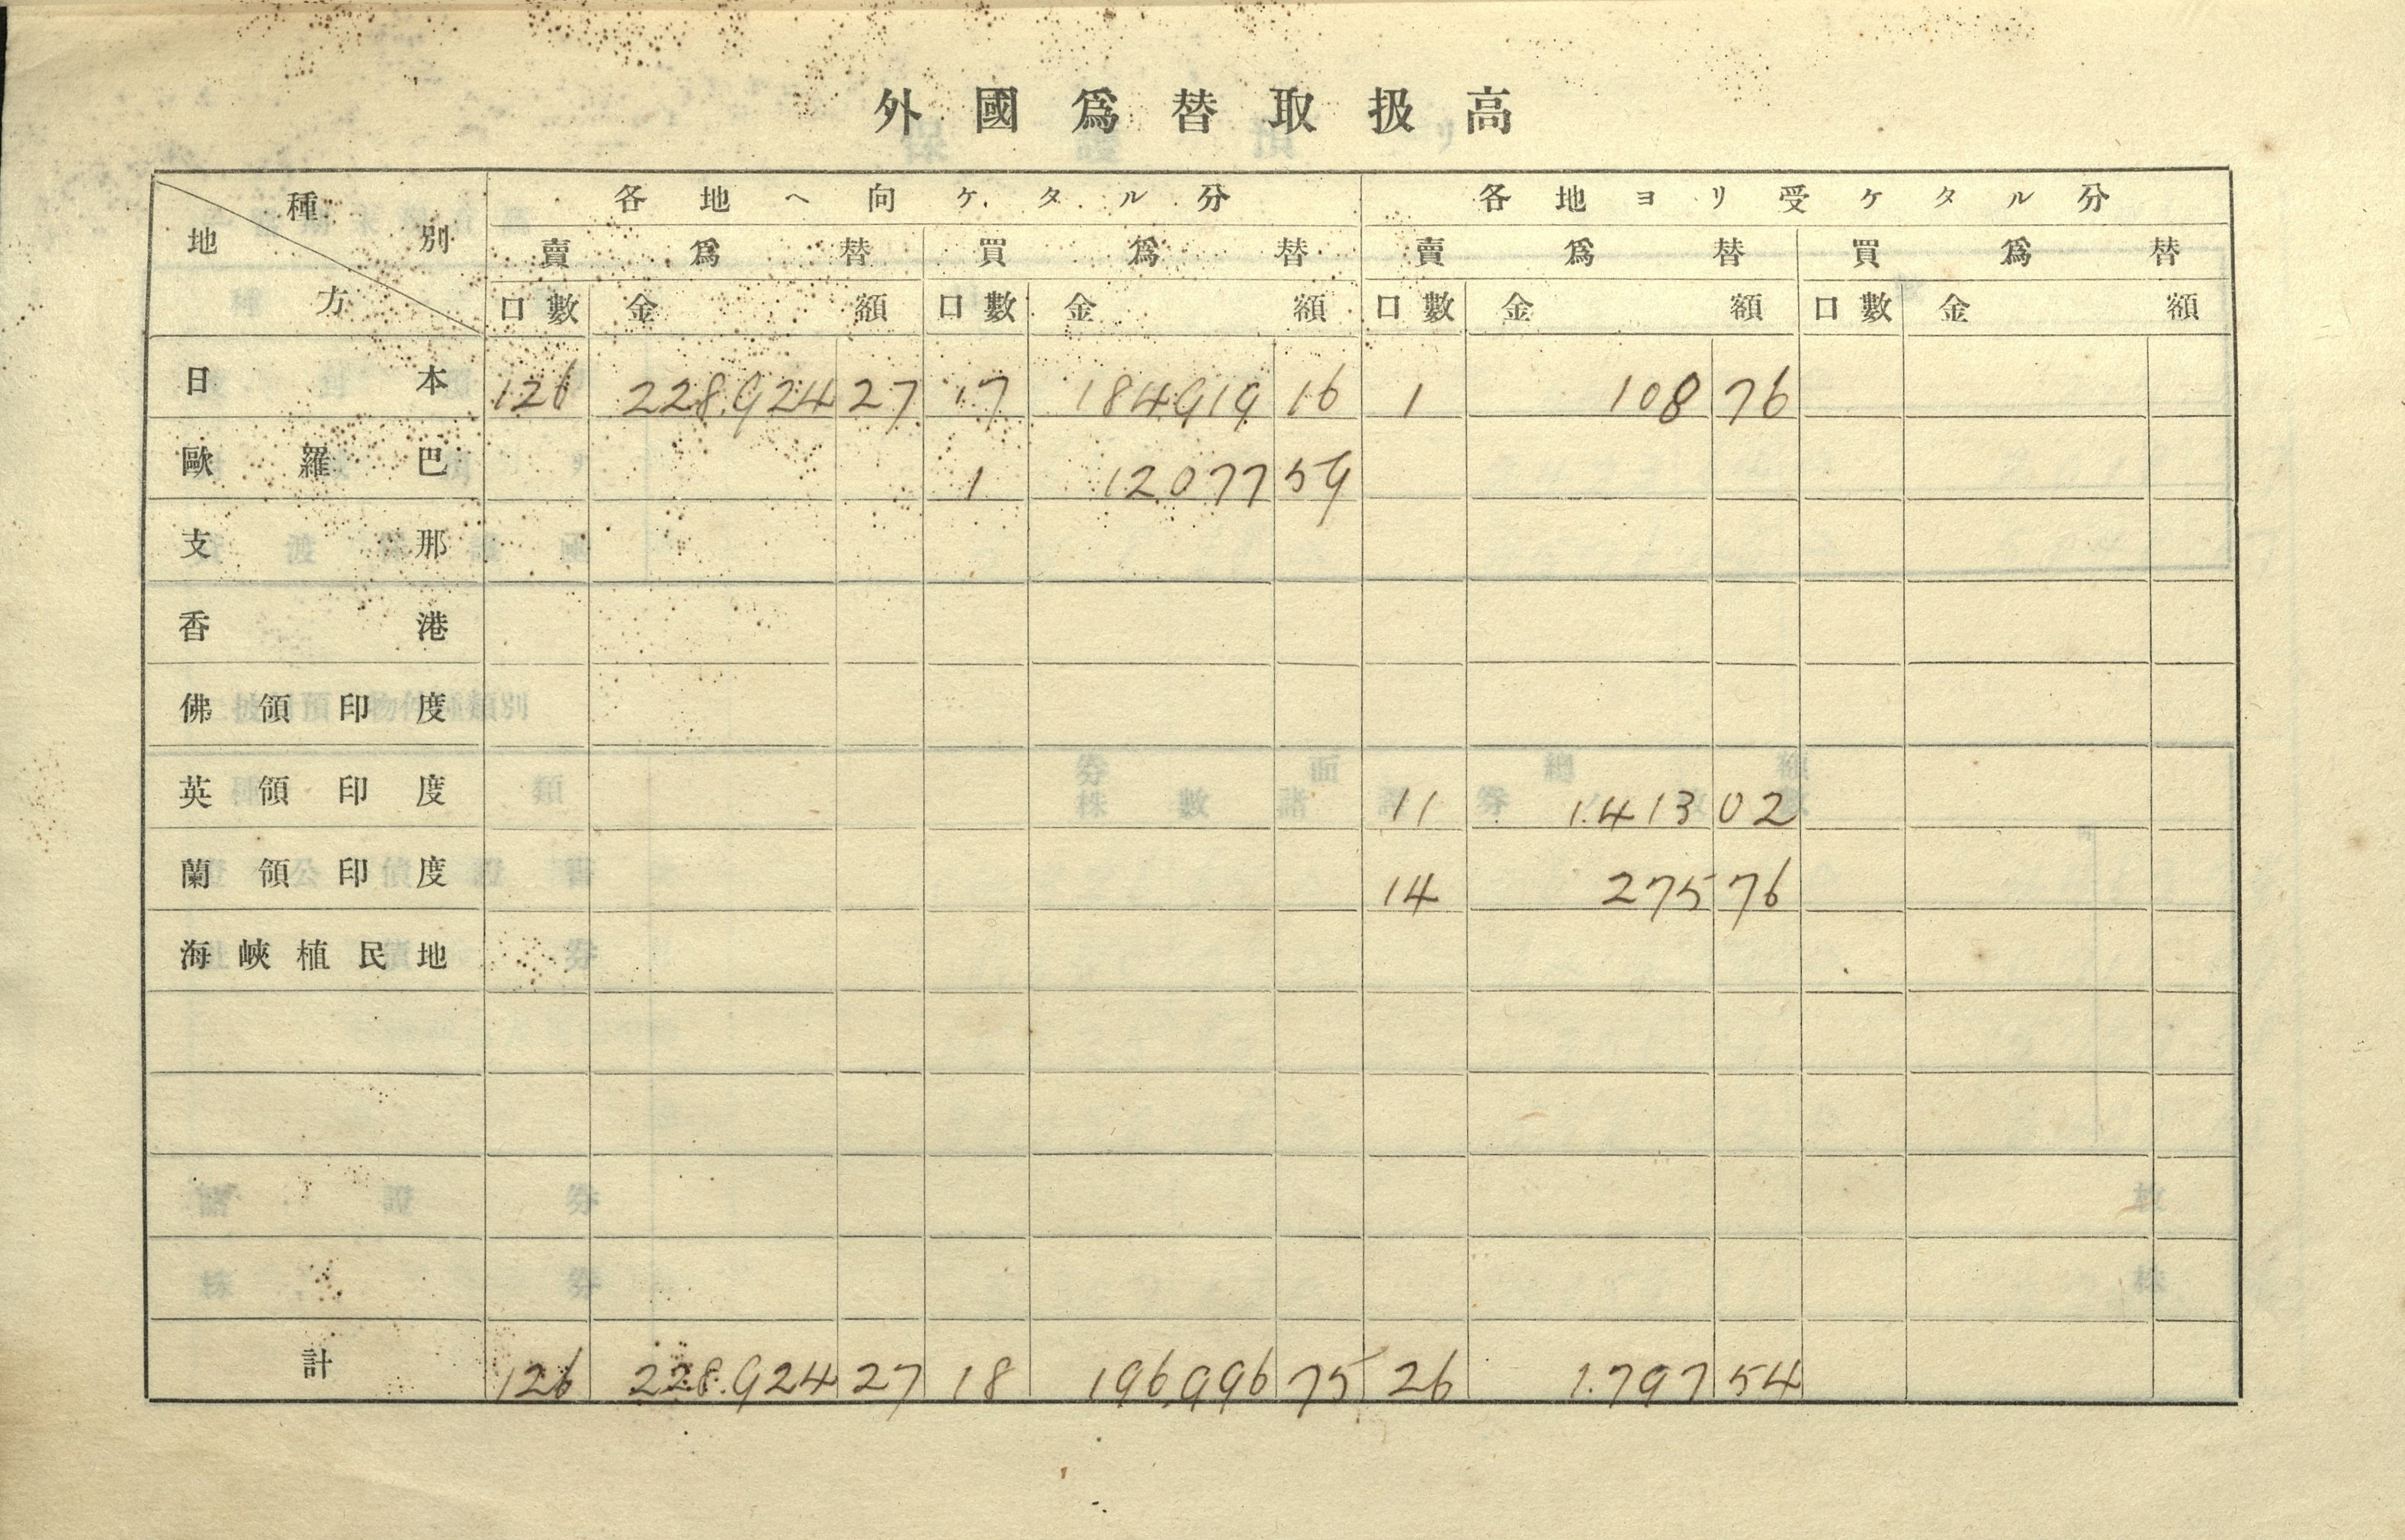 外國爲替取扱高
種別 地方 各地ヘ向ケタル分 各地ヨリ受ケタル分
賣爲替 買爲替 賣爲替 買爲替
口數 金額 口數 金額 口數 金額 口數 金額
日本 126 228.924 27 17 184919 16 1 108 76
歐羅巴 1 12.077 59
支那
香港
佛領印度
英領印度 11 1.413 02
蘭領印度 14 275 76
海峽植民地
計 126 228.924 27 18 196,996 75 26 1.797 54